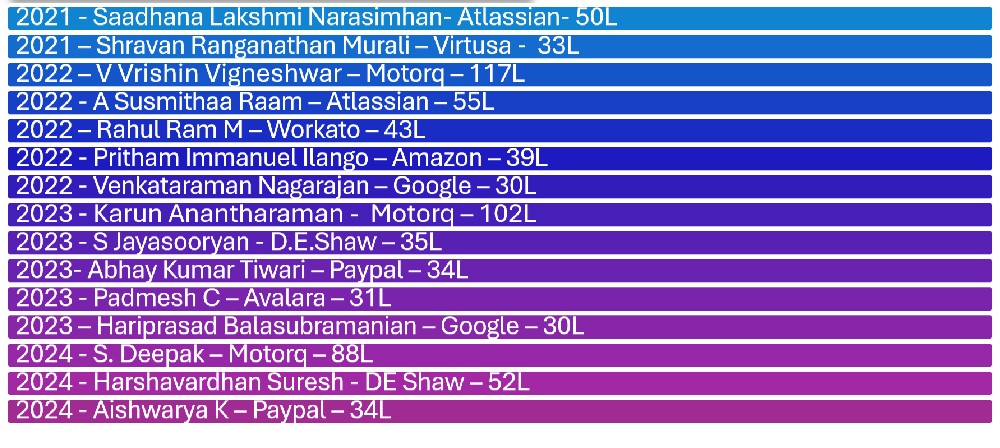 2021 - Saadhana Lakshmi Narasimhan- Atlassian- 50L
2021 – Shravan Ranganathan Murali – Virtusa -  33L
2022 – V Vrishin Vigneshwar – Motorq – 117L
2022 - A Susmithaa Raam – Atlassian – 55L
2022 – Rahul Ram M – Workato – 43L
2022 - Pritham Immanuel Ilango – Amazon – 39L
2022 - Venkataraman Nagarajan – Google – 30L
2023 - Karun Anantharaman -  Motorq – 102L
2023 - S Jayasooryan - D.E.Shaw – 35L
2023- Abhay Kumar Tiwari – Paypal – 34L
2023 - Padmesh C – Avalara – 31L
2023 – Hariprasad Balasubramanian – Google – 30L
2024 - S. Deepak – Motorq – 88L
2024 - Harshavardhan Suresh - DE Shaw – 52L
2024 - Aishwarya K – Paypal – 34L